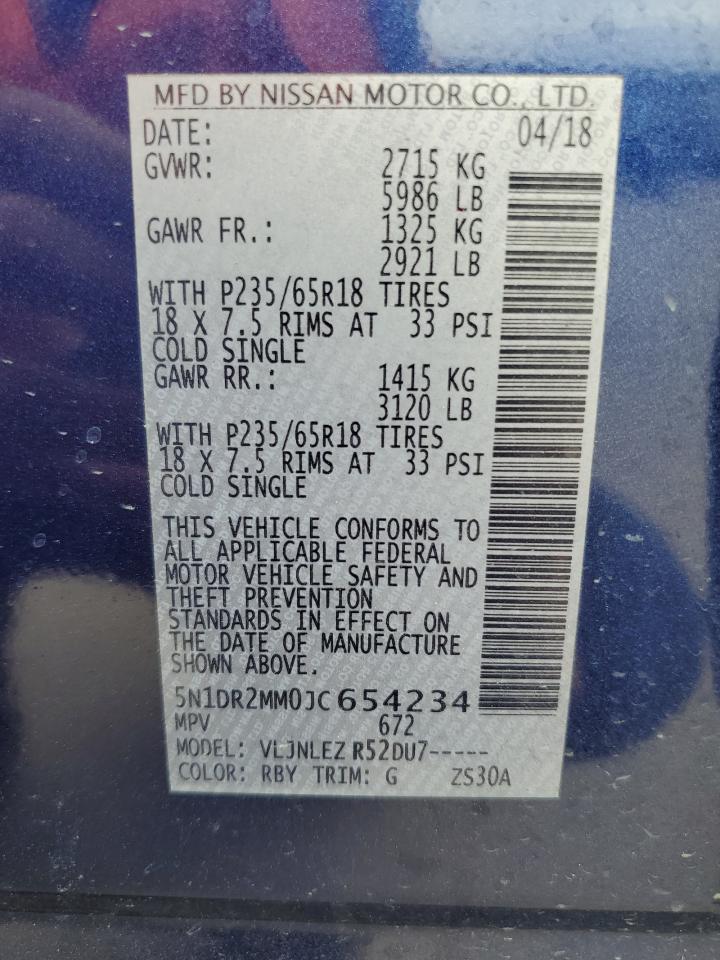 MFD BY NISSAN MOTOR CO., LTD.
DATE: 04/18
GVWR: 2715 KG
5986 LB
GAWR FR.: 1325 KG
2921 LB
WITH P235/65R18 TIRES
18 X 7.5 RIMS AT 33 PSI
COLD SINGLE
GAWR RR.: 1415 KG
3120 LB
WITH P235/65R18 TIRES
18 X 7.5 RIMS AT 33 PSI
COLD SINGLE
THIS VEHICLE CONFORMS TO
ALL APPLICABLE FEDERAL
MOTOR VEHICLE SAFETY AND
THEFT PREVENTION
STANDARDS IN EFFECT ON
THE DATE OF MANUFACTURE
SHOWN ABOVE.
5N1DR2MM0JC654234
MPV 672
MODEL: VLJNLEZ R52DU7-----
COLOR: RBY TRIM: G ZS30A